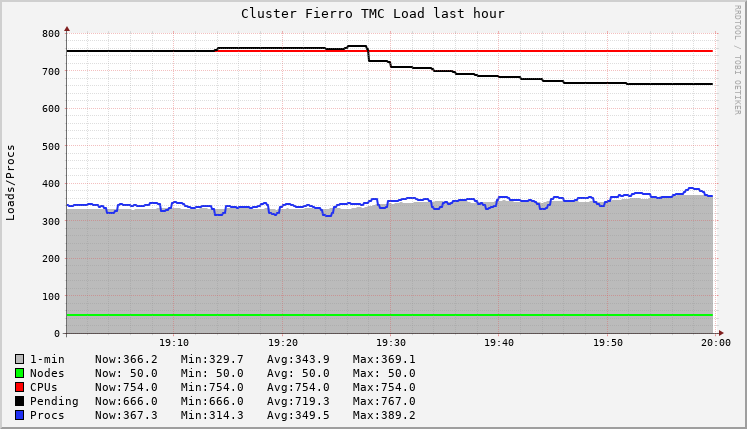 Cluster Fierro TMC Load last hour
RRDTOOL / TOBI OETIKER
Loads/Procs
800
700
600
500
400
300
200
100
0
19:10 19:20 19:30 19:40 19:50 20:00
1-min Now:366.2 Min:329.7 Avg:343.9 Max:369.1
Nodes Now: 50.0 Min: 50.0 Avg: 50.0 Max: 50.0
CPUs Now:754.0 Min:754.0 Avg:754.0 Max:754.0
Pending Now:666.0 Min:666.0 Avg:719.3 Max:767.0
Procs Now:367.3 Min:314.3 Avg:349.5 Max:389.2